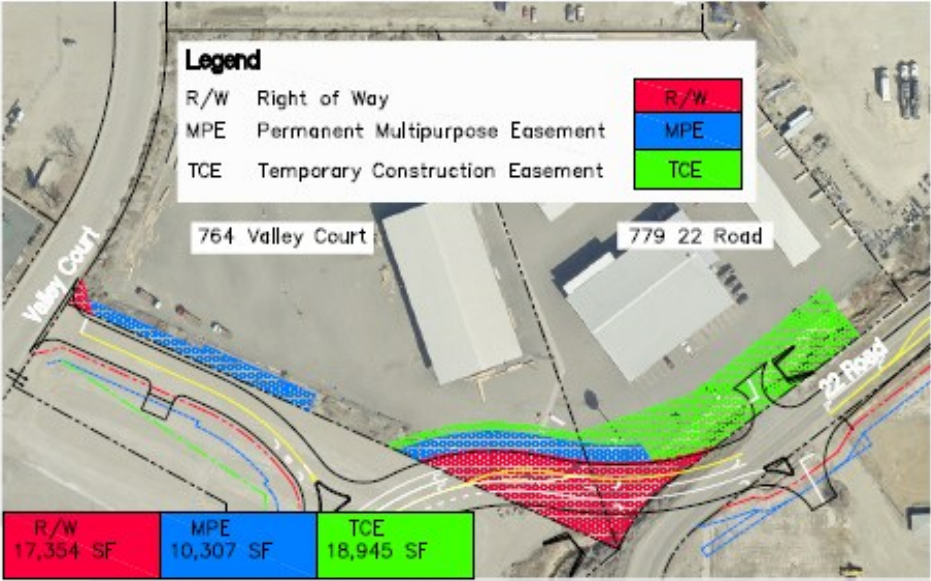 Legend
R/W Right of Way R/W
MPE Permanent Multipurpose Easement MPE
TCE Temporary Construction Easement TCE
764 Valley Court
779 22 Road
Valley Court
22 Road
R/W
17,354 SF
MPE
10,307 SF
TCE
18,945 SF